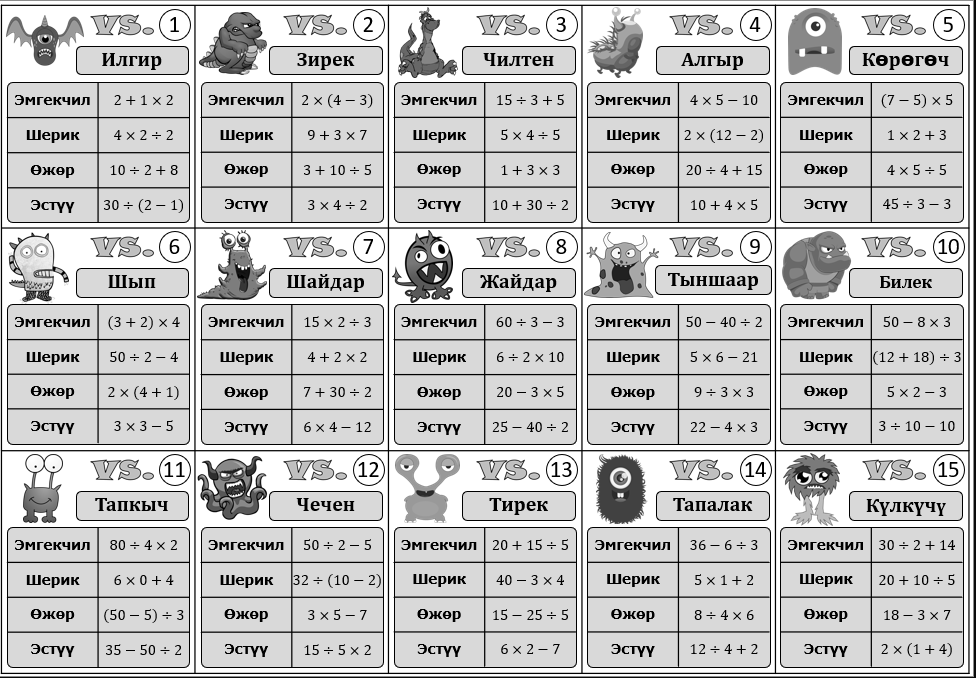 VS. 1
Илгир
Эмгекчил 2 + 1 × 2
Шерик 4 × 2 ÷ 2
Өжөр 10 ÷ 2 + 8
Эстүү 30 ÷ (2 − 1)
VS. 2
Зирек
Эмгекчил 2 × (4 − 3)
Шерик 9 + 3 × 7
Өжөр 3 + 10 ÷ 5
Эстүү 3 × 4 ÷ 2
VS. 3
Чилтен
Эмгекчил 15 ÷ 3 + 5
Шерик 5 × 4 ÷ 5
Өжөр 1 + 3 × 3
Эстүү 10 + 30 ÷ 2
VS. 4
Алгыр
Эмгекчил 4 × 5 − 10
Шерик 2 × (12 − 2)
Өжөр 20 ÷ 4 + 15
Эстүү 10 + 4 × 5
VS. 5
Көрөгөч
Эмгекчил (7 − 5) × 5
Шерик 1 × 2 + 3
Өжөр 4 × 5 ÷ 5
Эстүү 45 ÷ 3 − 3
VS. 6
Шып
Эмгекчил (3 + 2) × 4
Шерик 50 ÷ 2 − 4
Өжөр 2 × (4 + 1)
Эстүү 3 × 3 − 5
VS. 7
Шайдар
Эмгекчил 15 × 2 ÷ 3
Шерик 4 + 2 × 2
Өжөр 7 + 30 ÷ 2
Эстүү 6 × 4 − 12
VS. 8
Жайдар
Эмгекчил 60 ÷ 3 − 3
Шерик 6 ÷ 2 × 10
Өжөр 20 − 3 × 5
Эстүү 25 − 40 ÷ 2
VS. 9
Тыншаар
Эмгекчил 50 − 40 ÷ 2
Шерик 5 × 6 − 21
Өжөр 9 ÷ 3 × 3
Эстүү 22 − 4 × 3
VS. 10
Билек
Эмгекчил 50 − 8 × 3
Шерик (12 + 18) ÷ 3
Өжөр 5 × 2 − 3
Эстүү 3 ÷ 10 − 10
VS. 11
Тапкыч
Эмгекчил 80 ÷ 4 × 2
Шерик 6 × 0 + 4
Өжөр (50 − 5) ÷ 3
Эстүү 35 − 50 ÷ 2
VS. 12
Чечен
Эмгекчил 50 ÷ 2 − 5
Шерик 32 ÷ (10 − 2)
Өжөр 3 × 5 − 7
Эстүү 15 ÷ 5 × 2
VS. 13
Тирек
Эмгекчил 20 + 15 ÷ 5
Шерик 40 − 3 × 4
Өжөр 15 − 25 ÷ 5
Эстүү 6 × 2 − 7
VS. 14
Тапалак
Эмгекчил 36 − 6 ÷ 3
Шерик 5 × 1 + 2
Өжөр 8 ÷ 4 × 6
Эстүү 12 ÷ 4 + 2
VS. 15
Күлкүчү
Эмгекчил 30 ÷ 2 + 14
Шерик 20 + 10 ÷ 5
Өжөр 18 − 3 × 7
Эстүү 2 × (1 + 4)